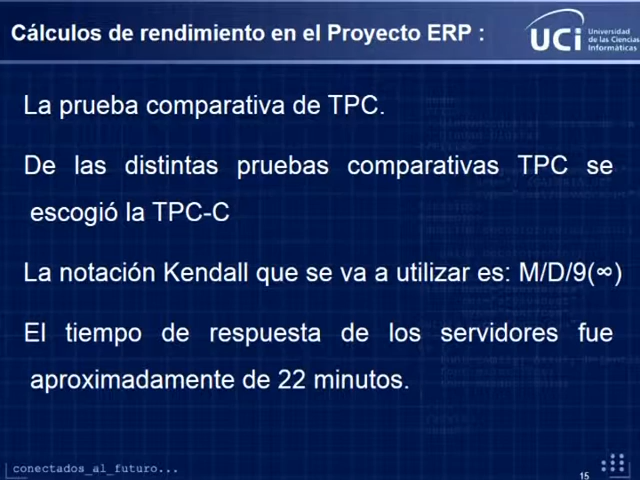 Cálculos de rendimiento en el Proyecto ERP :
UCi
Universidad
de las Ciencias
Informáticas
La prueba comparativa de TPC.
De las distintas pruebas comparativas TPC se
escogió la TPC-C
La notación Kendall que se va a utilizar es: M/D/9(∞)
El tiempo de respuesta de los servidores fue
aproximadamente de 22 minutos.
conectados_al_futuro...
15